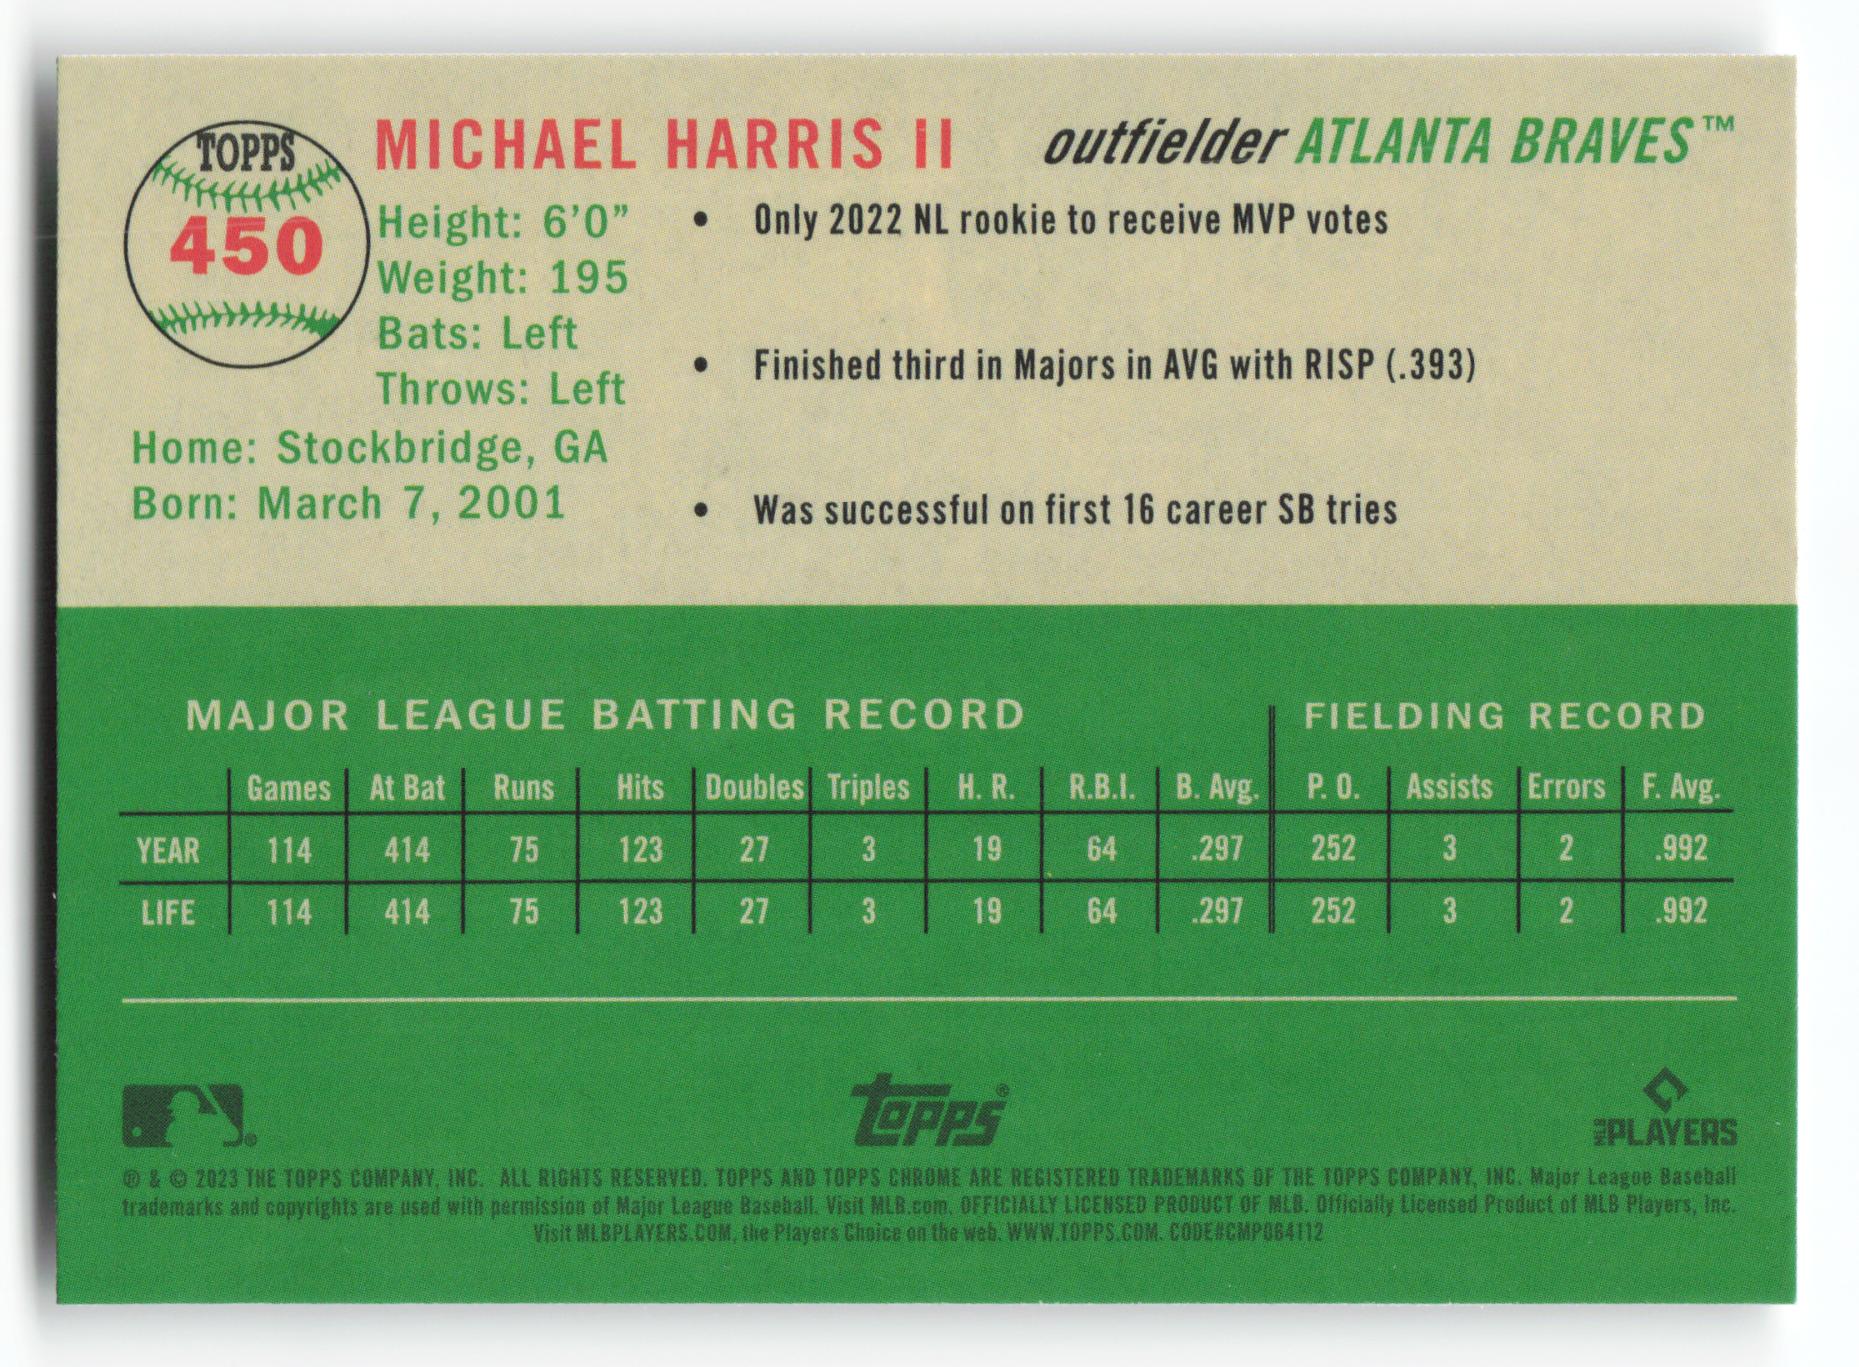 TOPPS
450
MICHAEL HARRIS II outfielder ATLANTA BRAVES™
Height: 6'0"
Weight: 195
Bats: Left
Throws: Left
Home: Stockbridge, GA
Born: March 7, 2001
• Only 2022 NL rookie to receive MVP votes
• Finished third in Majors in AVG with RISP (.393)
• Was successful on first 16 career SB tries
MAJOR LEAGUE BATTING RECORD FIELDING RECORD
Games At Bat Runs Hits Doubles Triples H. R. R.B.I. B. Avg. P. O. Assists Errors F. Avg.
YEAR 114 414 75 123 27 3 19 64 .297 252 3 2 .992
LIFE 114 414 75 123 27 3 19 64 .297 252 3 2 .992
topps®
MLB PLAYERS
® & © 2023 THE TOPPS COMPANY, INC. ALL RIGHTS RESERVED. TOPPS AND TOPPS CHROME ARE REGISTERED TRADEMARKS OF THE TOPPS COMPANY, INC. Major League Baseball
trademarks and copyrights are used with permission of Major League Baseball. Visit MLB.com. OFFICIALLY LICENSED PRODUCT OF MLB. Officially Licensed Product of MLB Players, Inc.
Visit MLBPLAYERS.COM, the Players Choice on the web. WWW.TOPPS.COM. CODE#CMP064112